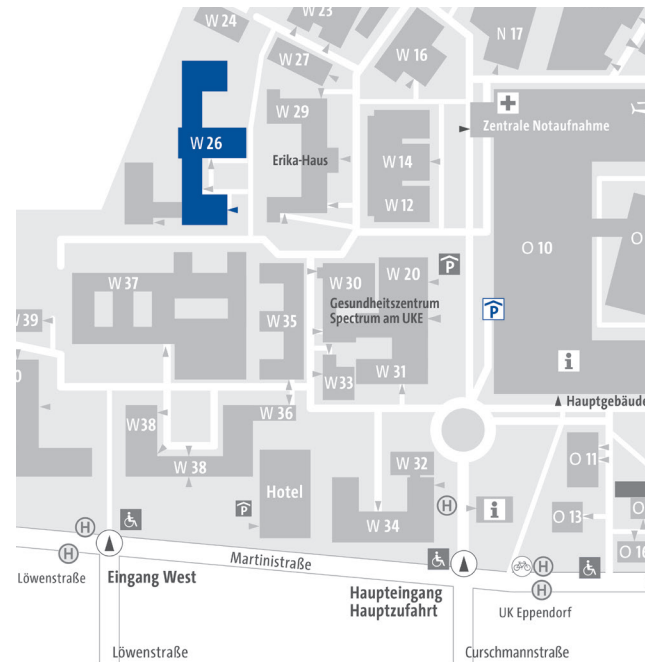 W 24
W 23
W 16
N 17
W 27
W 29
Zentrale Notaufnahme
W 26
Erika-Haus
W 14
W 12
O 10
W 37
W 30
W 20
P
Gesundheitszentrum
Spectrum am UKE
P
W 39
W 35
i
W 33
W 31
Hauptgebäude
W38
W 36
W 38
W 32
O 11
Hotel
P
H
i
O 13
H
W 34
O 16
H
Martinistraße
H
Löwenstraße
Eingang West
Haupteingang
Hauptzufahrt
H
UK Eppendorf
Löwenstraße
Curschmannstraße